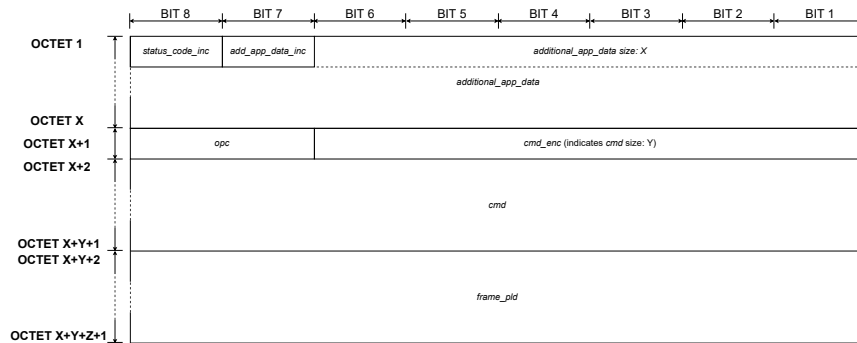 BIT 8 BIT 7 BIT 6 BIT 5 BIT 4 BIT 3 BIT 2 BIT 1
OCTET 1
status_code_inc add_app_data_inc additional_app_data size: X
additional_app_data
OCTET X
OCTET X+1
opc cmd_enc (indicates cmd size: Y)
OCTET X+2
cmd
OCTET X+Y+1
OCTET X+Y+2
frame_pld
OCTET X+Y+Z+1